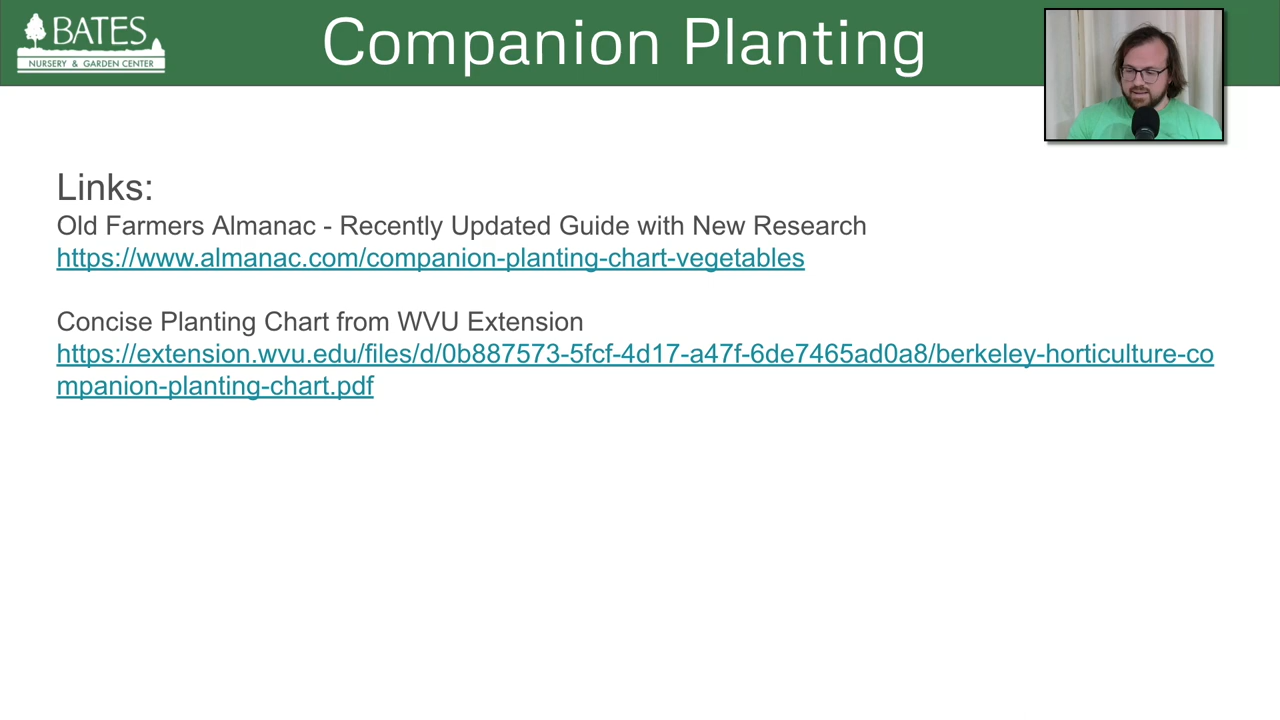 BATES
NURSERY & GARDEN CENTER
Companion Planting
Links:
Old Farmers Almanac - Recently Updated Guide with New Research
https://www.almanac.com/companion-planting-chart-vegetables
Concise Planting Chart from WVU Extension
https://extension.wvu.edu/files/d/0b887573-5fcf-4d17-a47f-6de7465ad0a8/berkeley-horticulture-co
mpanion-planting-chart.pdf